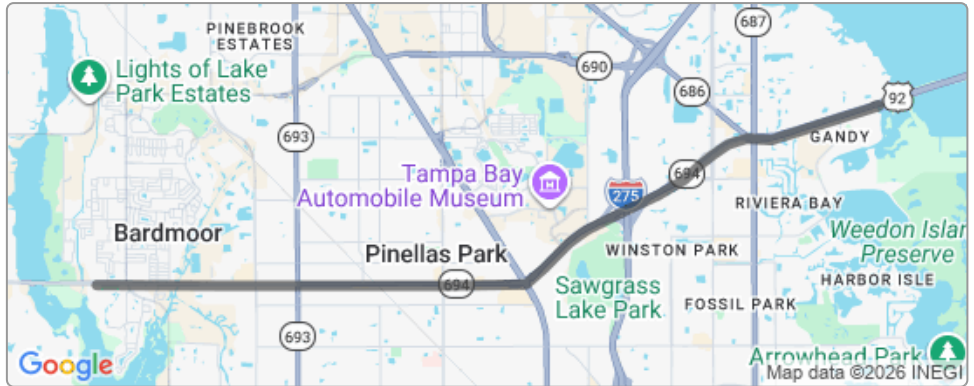 PINEBROOK
ESTATES
693
687
690
Lights of Lake
Park Estates
686
92
693
GANDY
Tampa Bay
Automobile Museum
694
275
RIVIERA BAY
Bardmoor
Weedon Islan
Preserve
Pinellas Park
WINSTON PARK
HARBOR ISLE
694
Sawgrass
Lake Park
FOSSIL PARK
693
Google
Arrowhead Park
Map data ©2026 INEGI